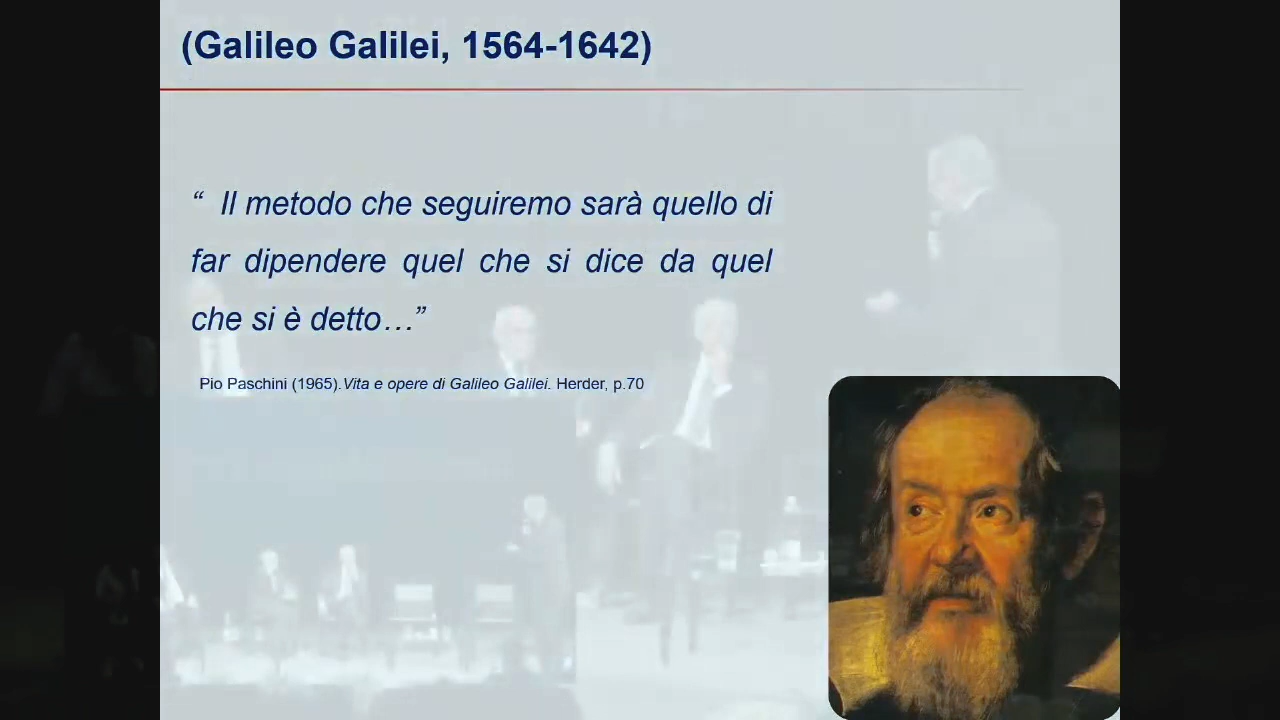 (Galileo Galilei, 1564-1642)
“ Il metodo che seguiremo sarà quello di
far dipendere quel che si dice da quel
che si è detto…”
Pio Paschini (1965).Vita e opere di Galileo Galilei. Herder, p.70